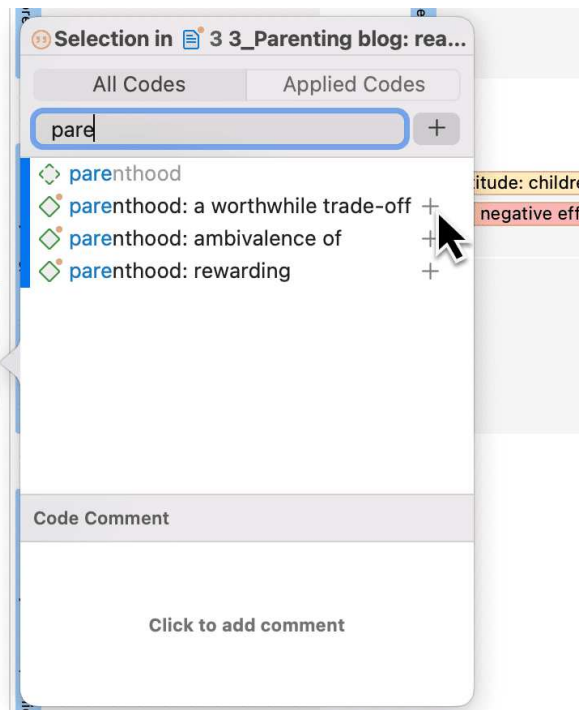 Selection in 3 3_Parenting blog: rea...
All Codes Applied Codes
pare
parenthood
parenthood: a worthwhile trade-off
parenthood: ambivalence of
parenthood: rewarding
itude: childre
negative eff
Code Comment
Click to add comment